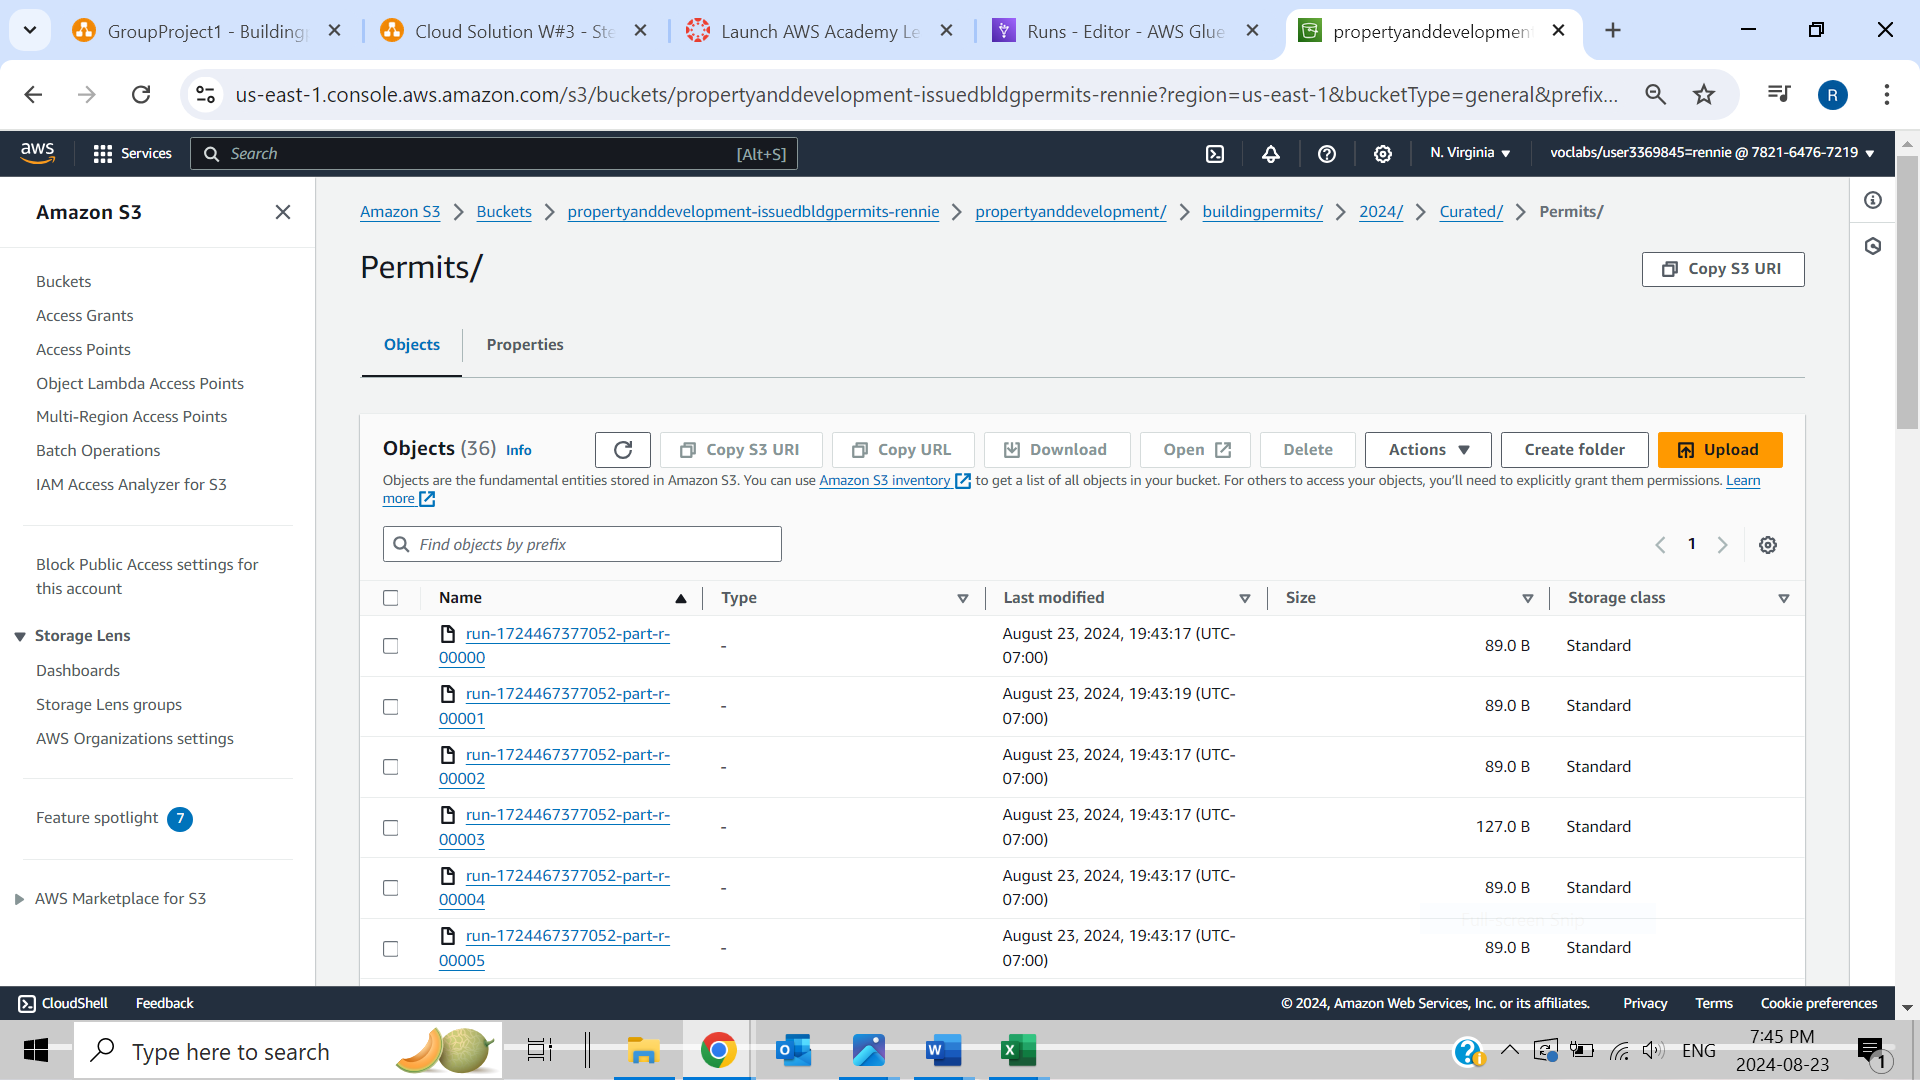 GroupProject1 - Building
Cloud Solution W#3 - Ste
Launch AWS Academy Le
Runs - Editor - AWS Glue
propertyanddevelopment
us-east-1.console.aws.amazon.com/s3/buckets/propertyanddevelopment-issuedbldgpermits-rennie?region=us-east-1&bucketType=general&prefix...
R
aws
Services
Search
[Alt+S]
N. Virginia
voclabs/user3369845=rennie @ 7821-6476-7219
Amazon S3
Buckets
Access Grants
Access Points
Object Lambda Access Points
Multi-Region Access Points
Batch Operations
IAM Access Analyzer for S3
Block Public Access settings for
this account
Storage Lens
Dashboards
Storage Lens groups
AWS Organizations settings
Feature spotlight 7
AWS Marketplace for S3
Amazon S3 > Buckets > propertyanddevelopment-issuedbldgpermits-rennie > propertyanddevelopment/ > buildingpermits/ > 2024/ > Curated/ > Permits/
Permits/
Copy S3 URI
Objects
Properties
Objects (36) Info
Copy S3 URI
Copy URL
Download
Open
Delete
Actions
Create folder
Upload
Objects are the fundamental entities stored in Amazon S3. You can use Amazon S3 inventory to get a list of all objects in your bucket. For others to access your objects, you'll need to explicitly grant them permissions. Learn
more
Find objects by prefix
1
Name Type Last modified Size Storage class
run-1724467377052-part-r- August 23, 2024, 19:43:17 (UTC-
00000 - 07:00) 89.0 B Standard
run-1724467377052-part-r- August 23, 2024, 19:43:19 (UTC-
00001 - 07:00) 89.0 B Standard
run-1724467377052-part-r- August 23, 2024, 19:43:17 (UTC-
00002 - 07:00) 89.0 B Standard
run-1724467377052-part-r- August 23, 2024, 19:43:17 (UTC-
00003 - 07:00) 127.0 B Standard
run-1724467377052-part-r- August 23, 2024, 19:43:17 (UTC-
00004 - 07:00) 89.0 B Standard
run-1724467377052-part-r- August 23, 2024, 19:43:17 (UTC-
00005 - 07:00) 89.0 B Standard
Full-screen Snip
CloudShell
Feedback
© 2024, Amazon Web Services, Inc. or its affiliates.
Privacy
Terms
Cookie preferences
Type here to search
ENG
7:45 PM
2024-08-23
1